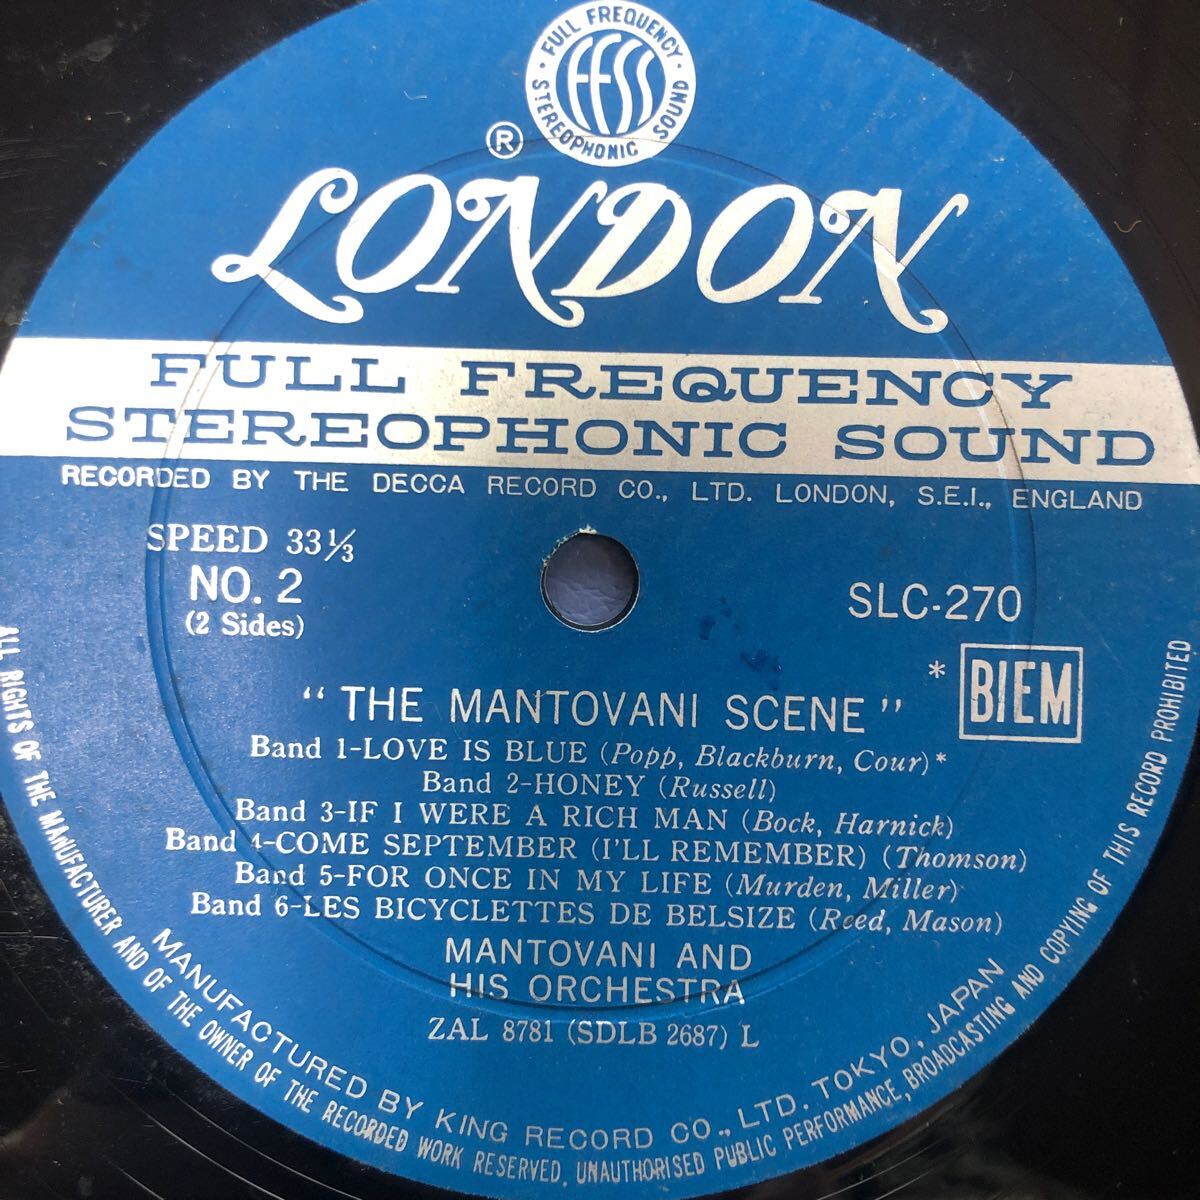 FULL FREQUENCY
STEREOPHONIC SOUND
FFSS
®
LONDON
FULL FREQUENCY
STEREOPHONIC SOUND
RECORDED BY THE DECCA RECORD CO., LTD. LONDON, S.E.I., ENGLAND
SPEED 33⅓
NO. 2
(2 Sides)
SLC-270
* BIEM
"THE MANTOVANI SCENE"
Band 1-LOVE IS BLUE (Popp, Blackburn, Cour)*
Band 2-HONEY (Russell)
Band 3-IF I WERE A RICH MAN (Bock, Harnick)
Band 4-COME SEPTEMBER (I'LL REMEMBER) (Thomson)
Band 5-FOR ONCE IN MY LIFE (Murden, Miller)
Band 6-LES BICYCLETTES DE BELSIZE (Reed, Mason)
MANTOVANI AND
HIS ORCHESTRA
ZAL 8781 (SDLB 2687) L
MANUFACTURED BY KING RECORD CO., LTD. TOKYO, JAPAN
ALL RIGHTS OF THE MANUFACTURER AND OF THE OWNER OF THE RECORDED WORK RESERVED. UNAUTHORISED PUBLIC PERFORMANCE, BROADCASTING AND COPYING OF THIS RECORD PROHIBITED